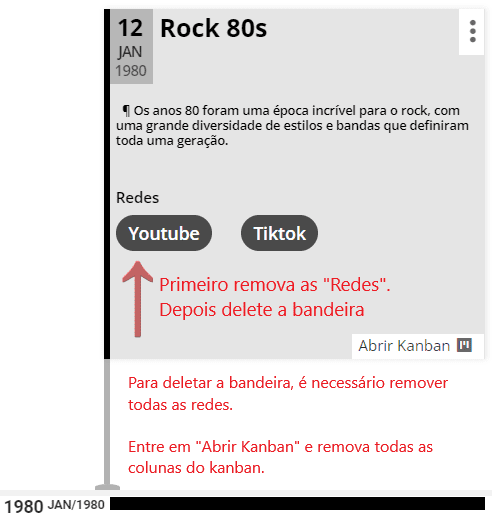 12
JAN
1980
Rock 80s
¶ Os anos 80 foram uma época incrível para o rock, com
uma grande diversidade de estilos e bandas que definiram
toda uma geração.
Redes
Youtube
Tiktok
Primeiro remova as "Redes".
Depois delete a bandeira
Abrir Kanban
Para deletar a bandeira, é necessário remover
todas as redes.
Entre em "Abrir Kanban" e remova todas as
colunas do kanban.
1980 JAN/1980